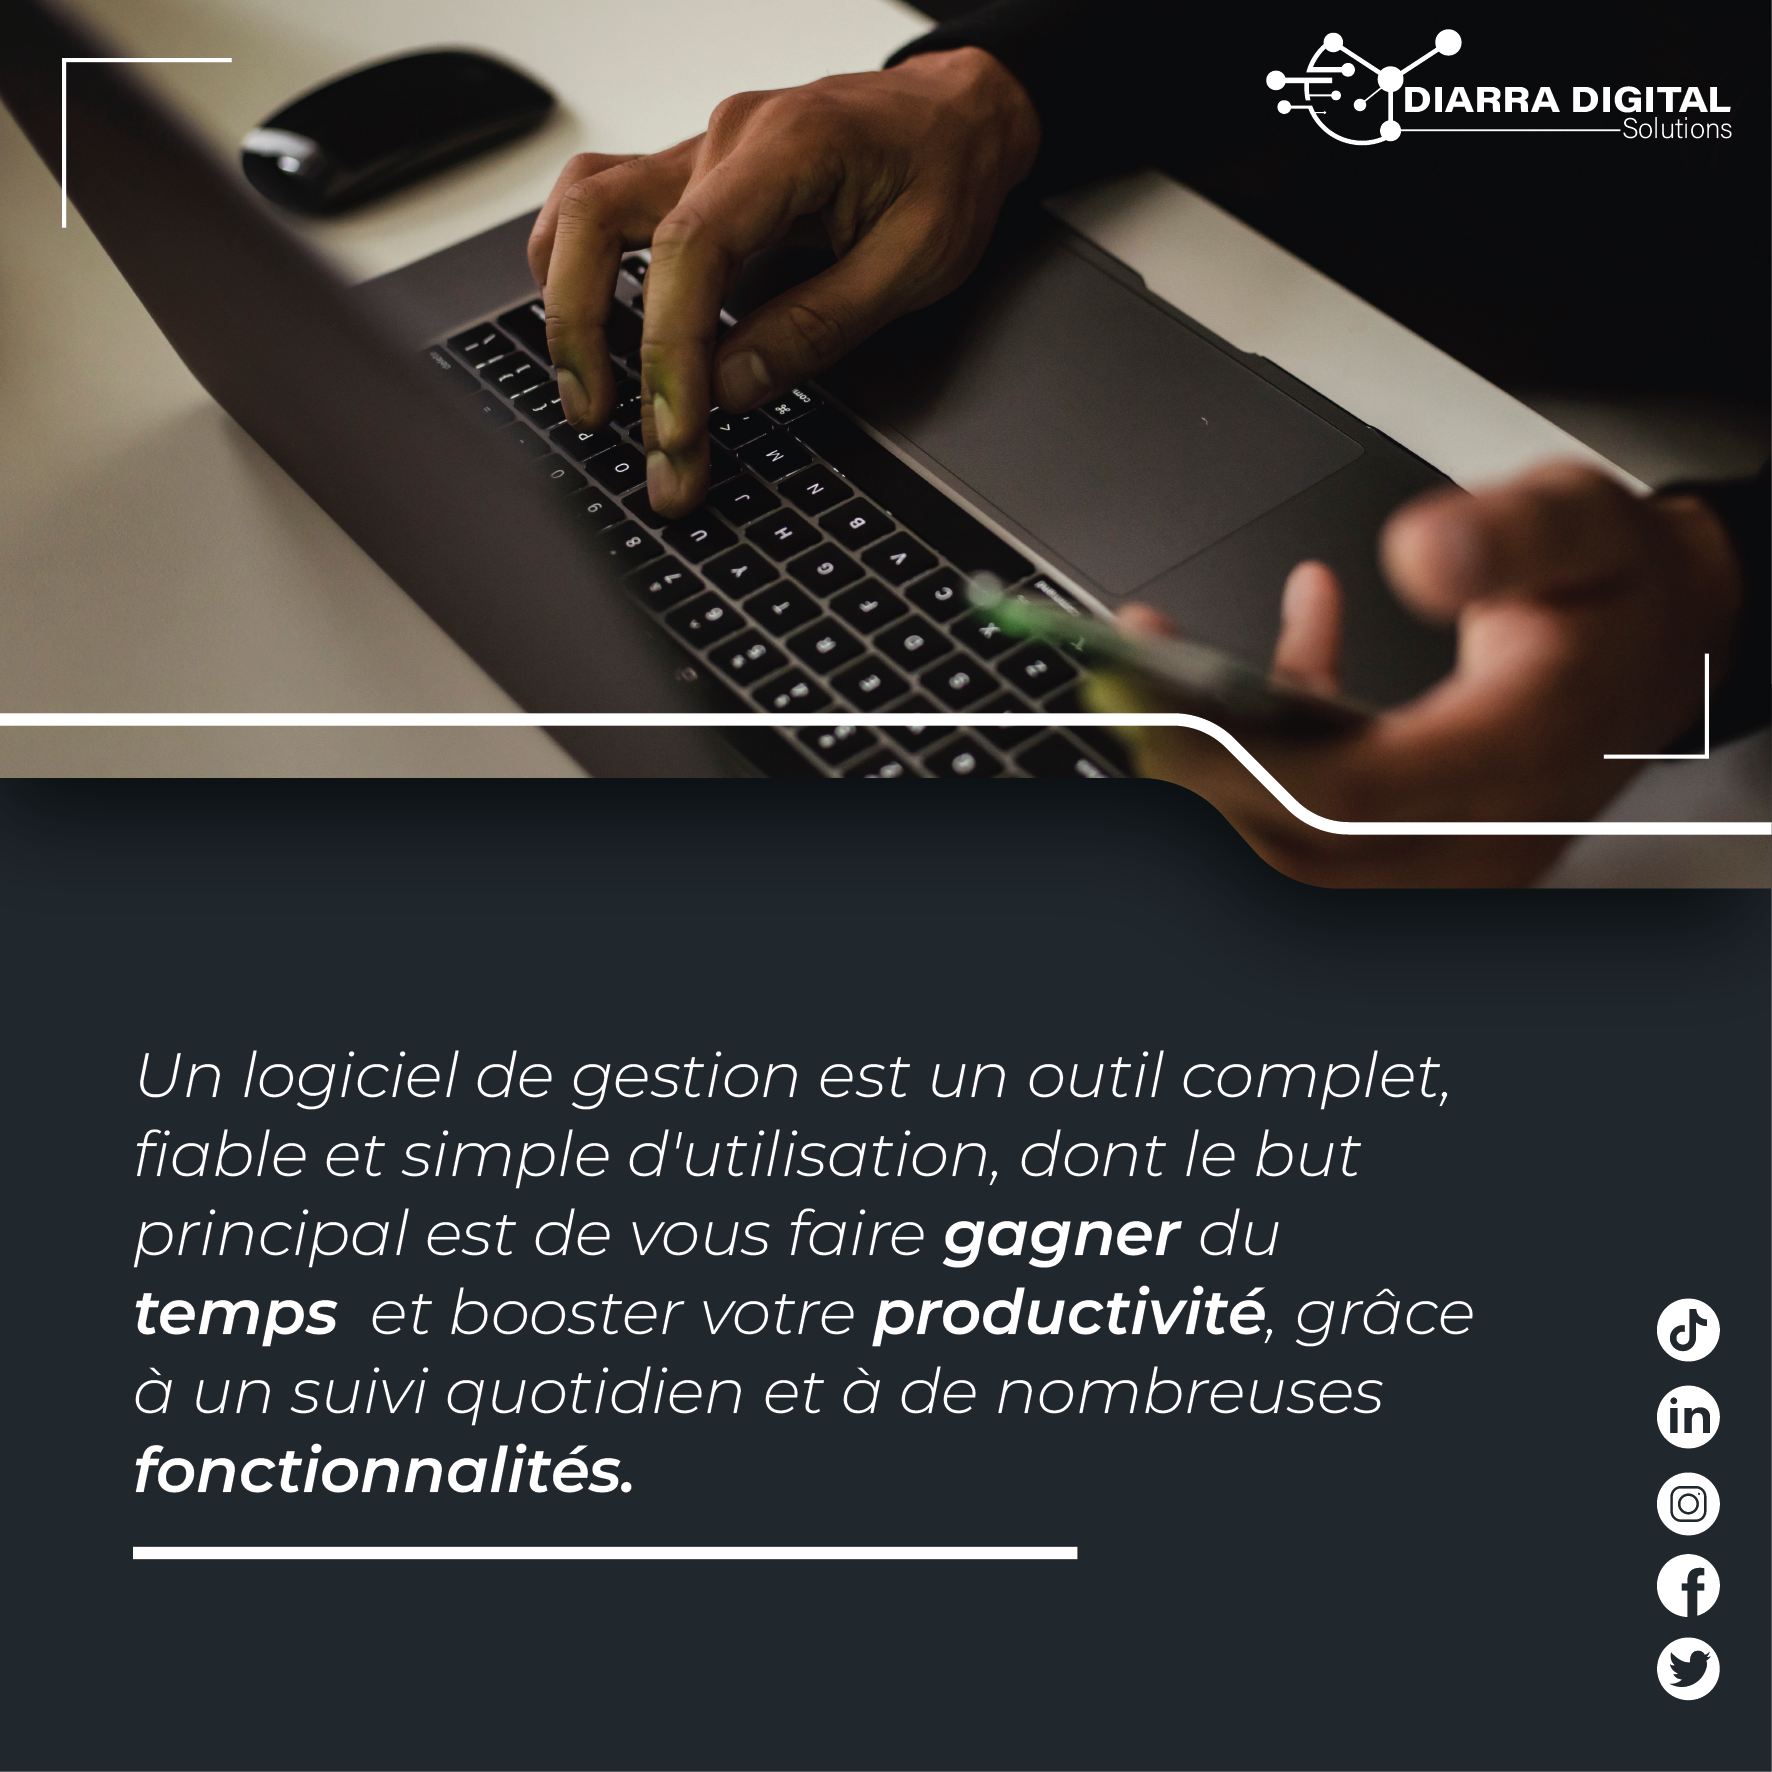 DIARRA DIGITAL
Solutions
Un logiciel de gestion est un outil complet,
fiable et simple d'utilisation, dont le but
principal est de vous faire gagner du
temps  et booster votre productivité, grâce
à un suivi quotidien et à de nombreuses
fonctionnalités.
in